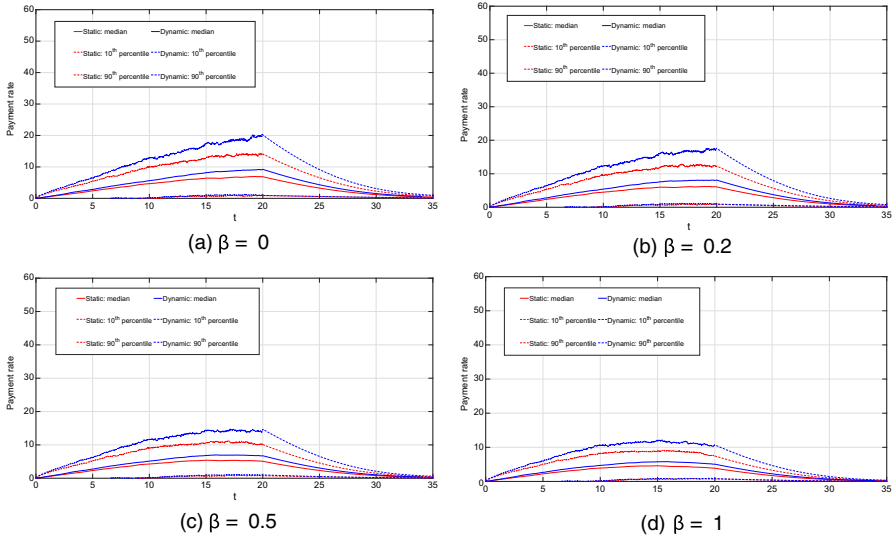 60
50
40
30
20
10
0
Payment rate
Static: median Dynamic: median
Static: 10th percentile Dynamic: 10th percentile
Static: 90th percentile Dynamic: 90th percentile
0 5 10 15 20 25 30 35
t
(a) β = 0
60
50
40
30
20
10
0
Payment rate
Static: median Dynamic: median
Static: 10th percentile Dynamic: 10th percentile
Static: 90th percentile Dynamic: 90th percentile
0 5 10 15 20 25 30 35
t
(b) β = 0.2
60
50
40
30
20
10
0
Payment rate
Static: median Dynamic: median
Static: 10th percentile Dynamic: 10th percentile
Static: 90th percentile Dynamic: 90th percentile
0 5 10 15 20 25 30 35
t
(c) β = 0.5
60
50
40
30
20
10
0
Payment rate
Static: median Dynamic: median
Static: 10th percentile Dynamic: 10th percentile
Static: 90th percentile Dynamic: 90th percentile
0 5 10 15 20 25 30 35
t
(d) β = 1